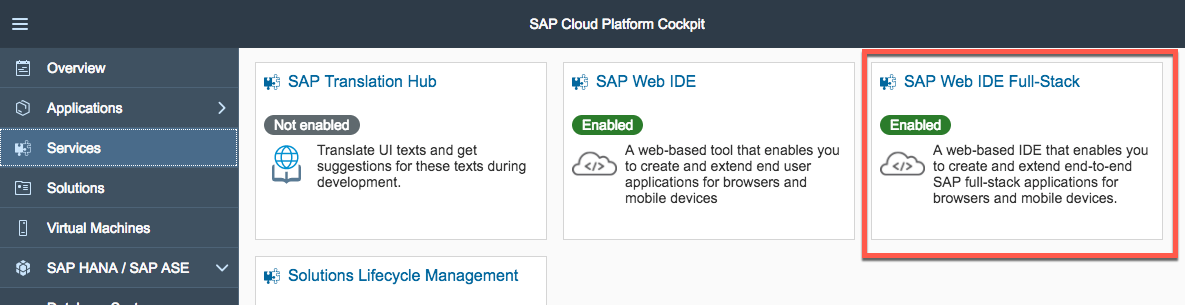 SAP Cloud Platform Cockpit
Overview
Applications
Services
Solutions
Virtual Machines
SAP HANA / SAP ASE
SAP Translation Hub
Not enabled
Translate UI texts and get
suggestions for these texts during
development.
SAP Web IDE
Enabled
A web-based tool that enables you
to create and extend end user
applications for browsers and
mobile devices
SAP Web IDE Full-Stack
Enabled
A web-based IDE that enables you
to create and extend end-to-end
SAP full-stack applications for
browsers and mobile devices.
Solutions Lifecycle Management